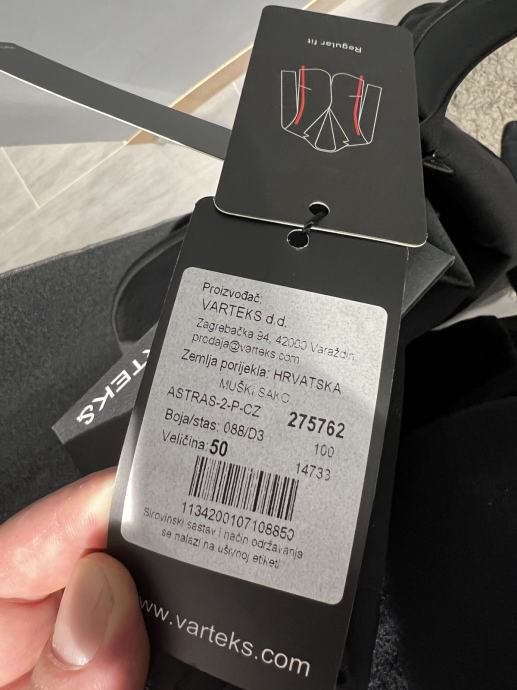 Regular fit
VARTEKS
Proizvođač:
VARTEKS d.d.
Zagrebačka 94, 42000 Varaždin
prodaja@varteks.com
Zemlja porijekla: HRVATSKA
MUŠKI SAKO
ASTRAS-2-P-CZ 275762
Boja/stas: 088/D3 100
Veličina: 50 14733
1134200107108850
Sirovinski sastav i način održavanja
se nalazi na ušivnoj etiketi
www.varteks.com